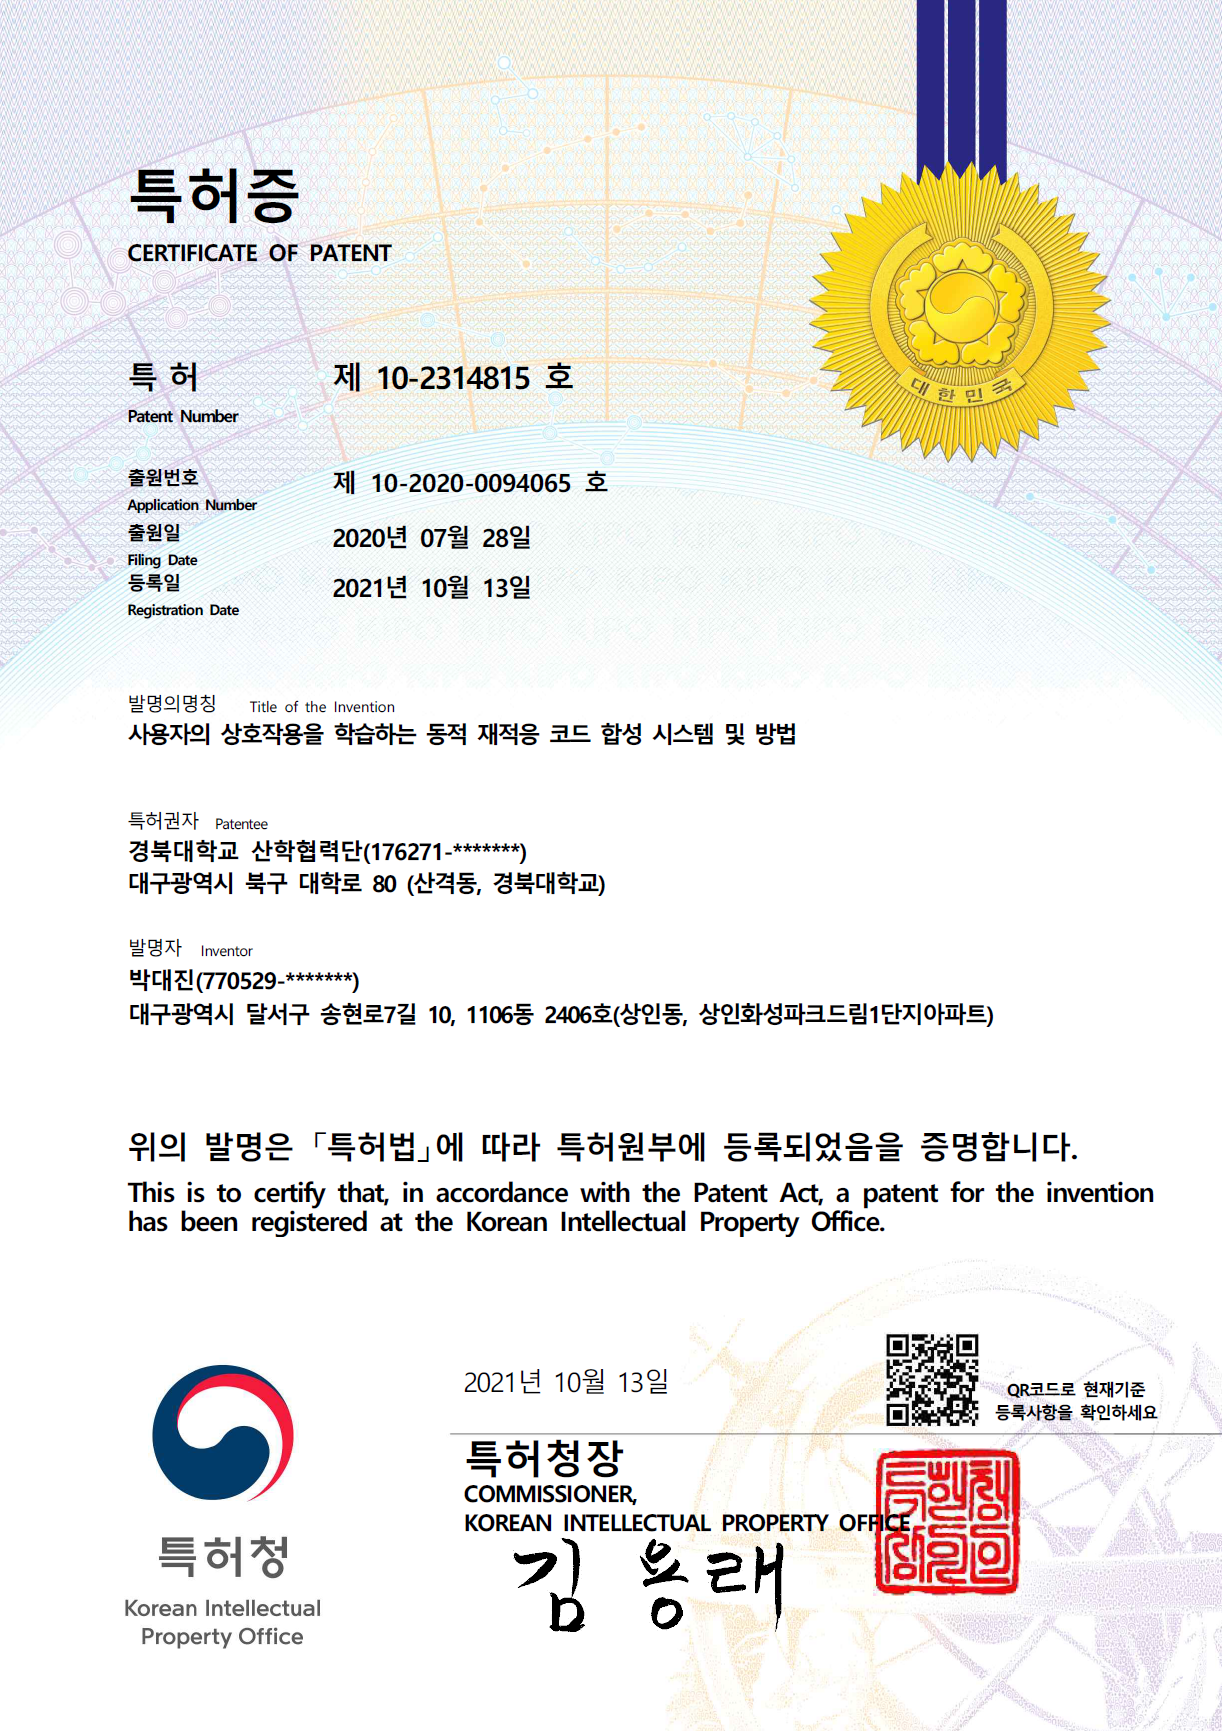 특허증
CERTIFICATE OF PATENT
대한민국
특 허
제 10-2314815 호
Patent Number
출원번호
제 10-2020-0094065 호
Application Number
출원일
2020년 07월 28일
Filing Date
등록일
2021년 10월 13일
Registration Date
발명의명칭 Title of the Invention
사용자의 상호작용을 학습하는 동적 재적응 코드 합성 시스템 및 방법
특허권자 Patentee
경북대학교 산학협력단(176271-*******)
대구광역시 북구 대학로 80 (산격동, 경북대학교)
발명자 Inventor
박대진(770529-*******)
대구광역시 달서구 송현로7길 10, 1106동 2406호(상인동, 상인화성파크드림1단지아파트)
위의 발명은 「특허법」에 따라 특허원부에 등록되었음을 증명합니다.
This is to certify that, in accordance with the Patent Act, a patent for the invention
has been registered at the Korean Intellectual Property Office.
2021년 10월 13일
QR코드로 현재기준
등록사항을 확인하세요
특허청장
COMMISSIONER,
KOREAN INTELLECTUAL PROPERTY OFFICE
김용래
특허청
Korean Intellectual
Property Office